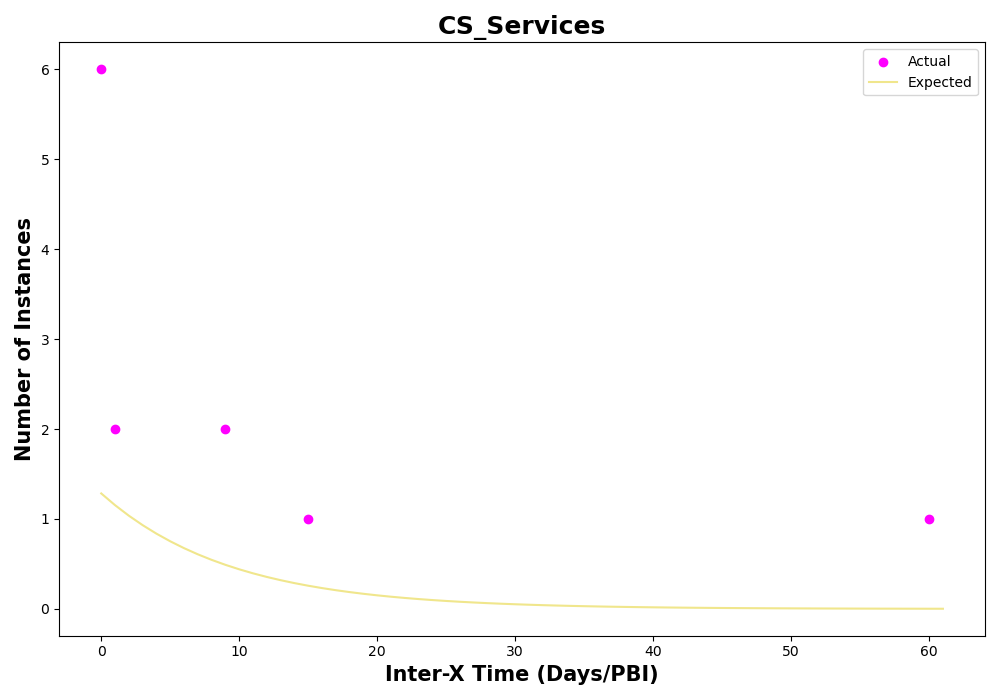 CS_Services
Actual
Expected
6
5
4
3
2
1
0
Number of Instances
0 10 20 30 40 50 60
Inter-X Time (Days/PBI)